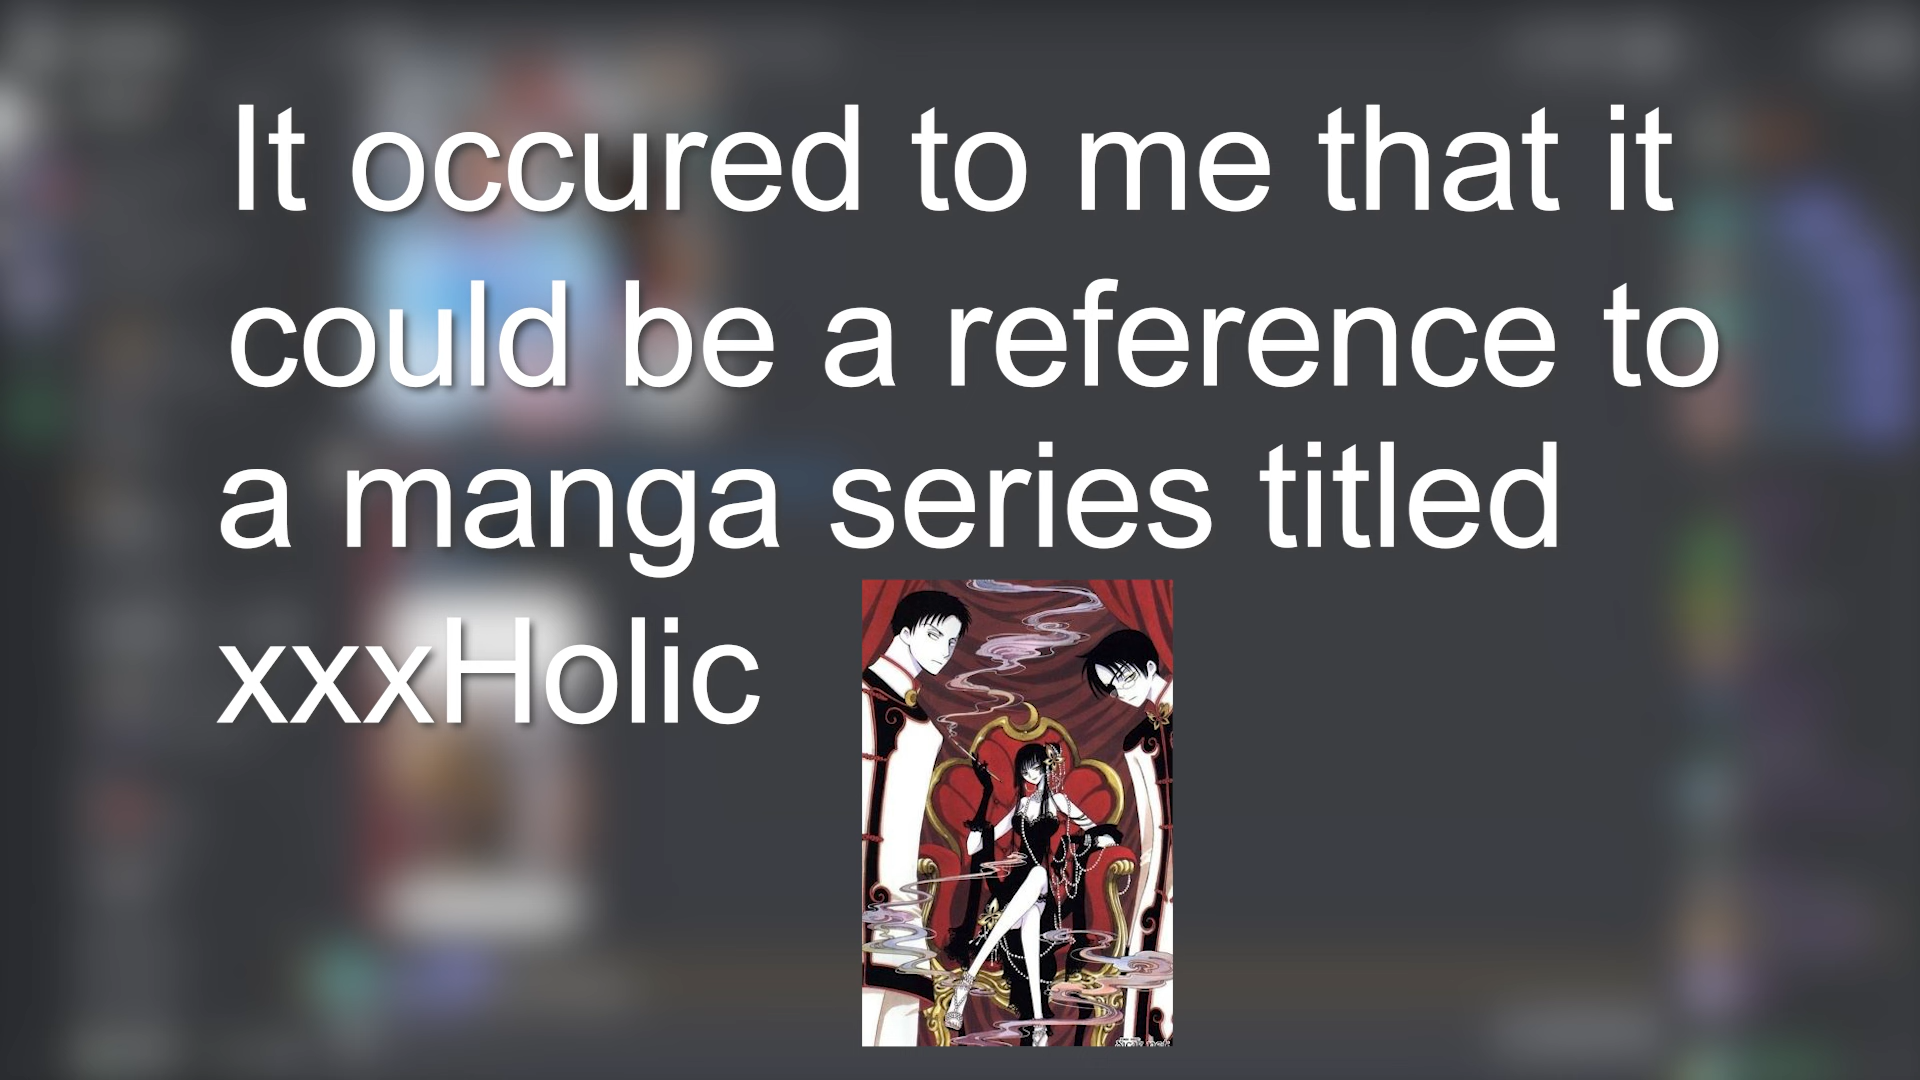 It occured to me that it
could be a reference to
a manga series titled
xxxHolic